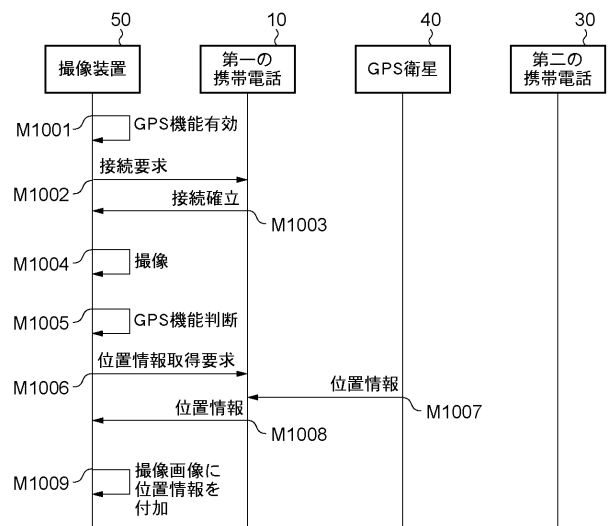 50
10
40
30
撮像装置
第一の
携帯電話
GPS衛星
第二の
携帯電話
M1001
GPS機能有効
M1002
接続要求
接続確立
M1003
M1004
撮像
M1005
GPS機能判断
M1006
位置情報取得要求
位置情報
M1007
位置情報
M1008
M1009
撮像画像に
位置情報を
付加